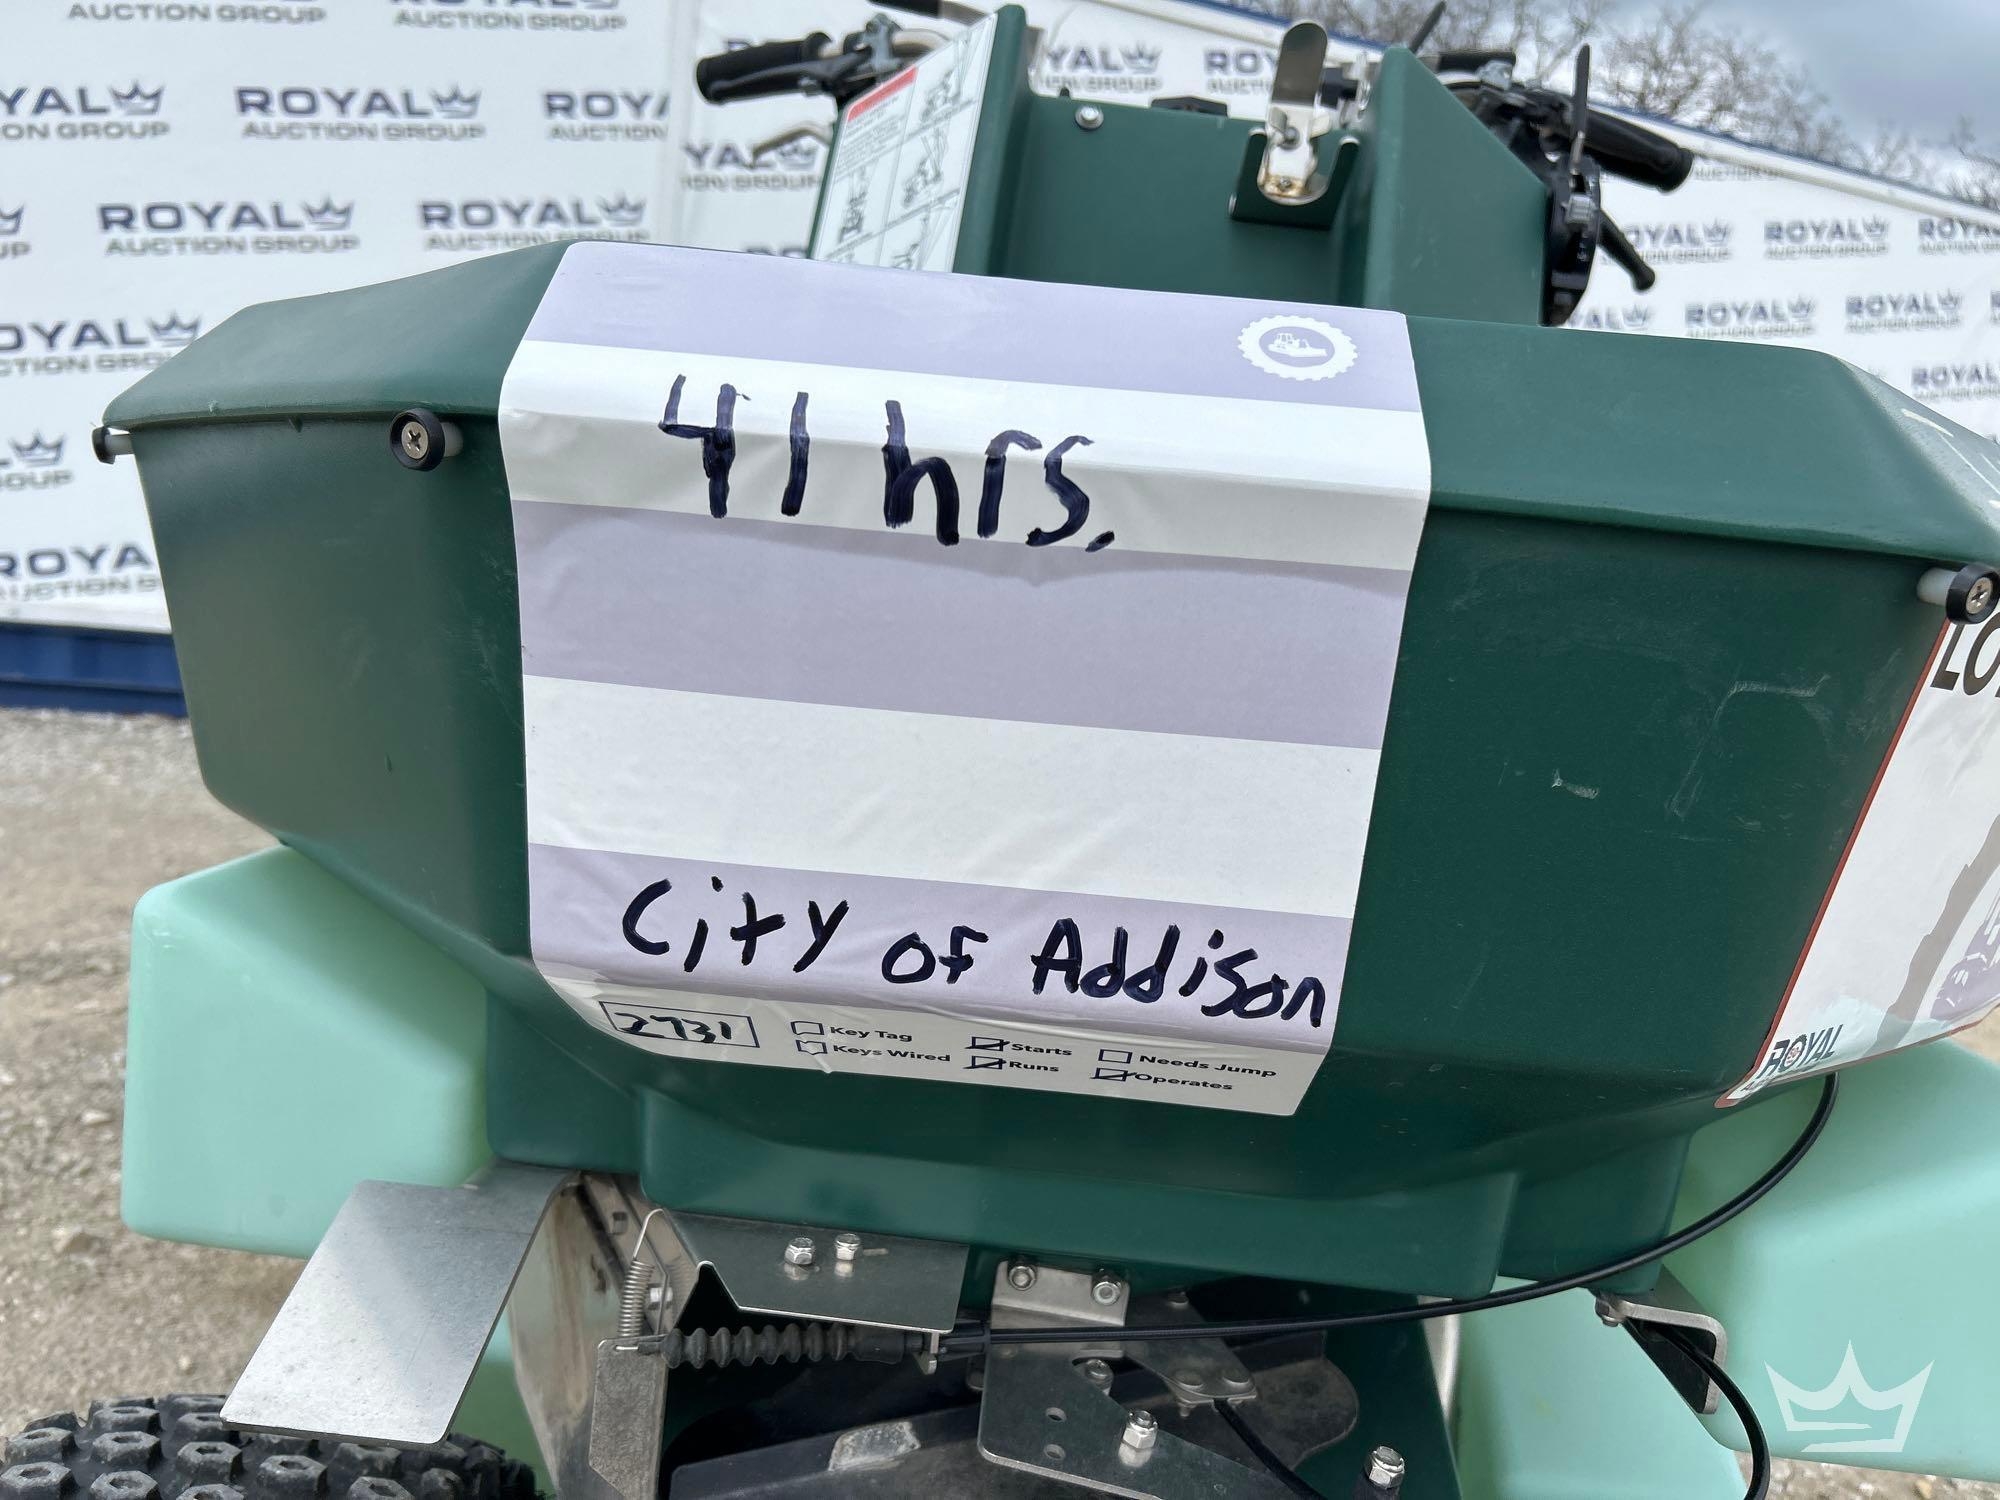 ROYAL
AUCTION GROUP
41 hrs.
City of Addison
2731
Key Tag
Keys Wired
Starts
Runs
Needs Jump
Operates
ROYAL